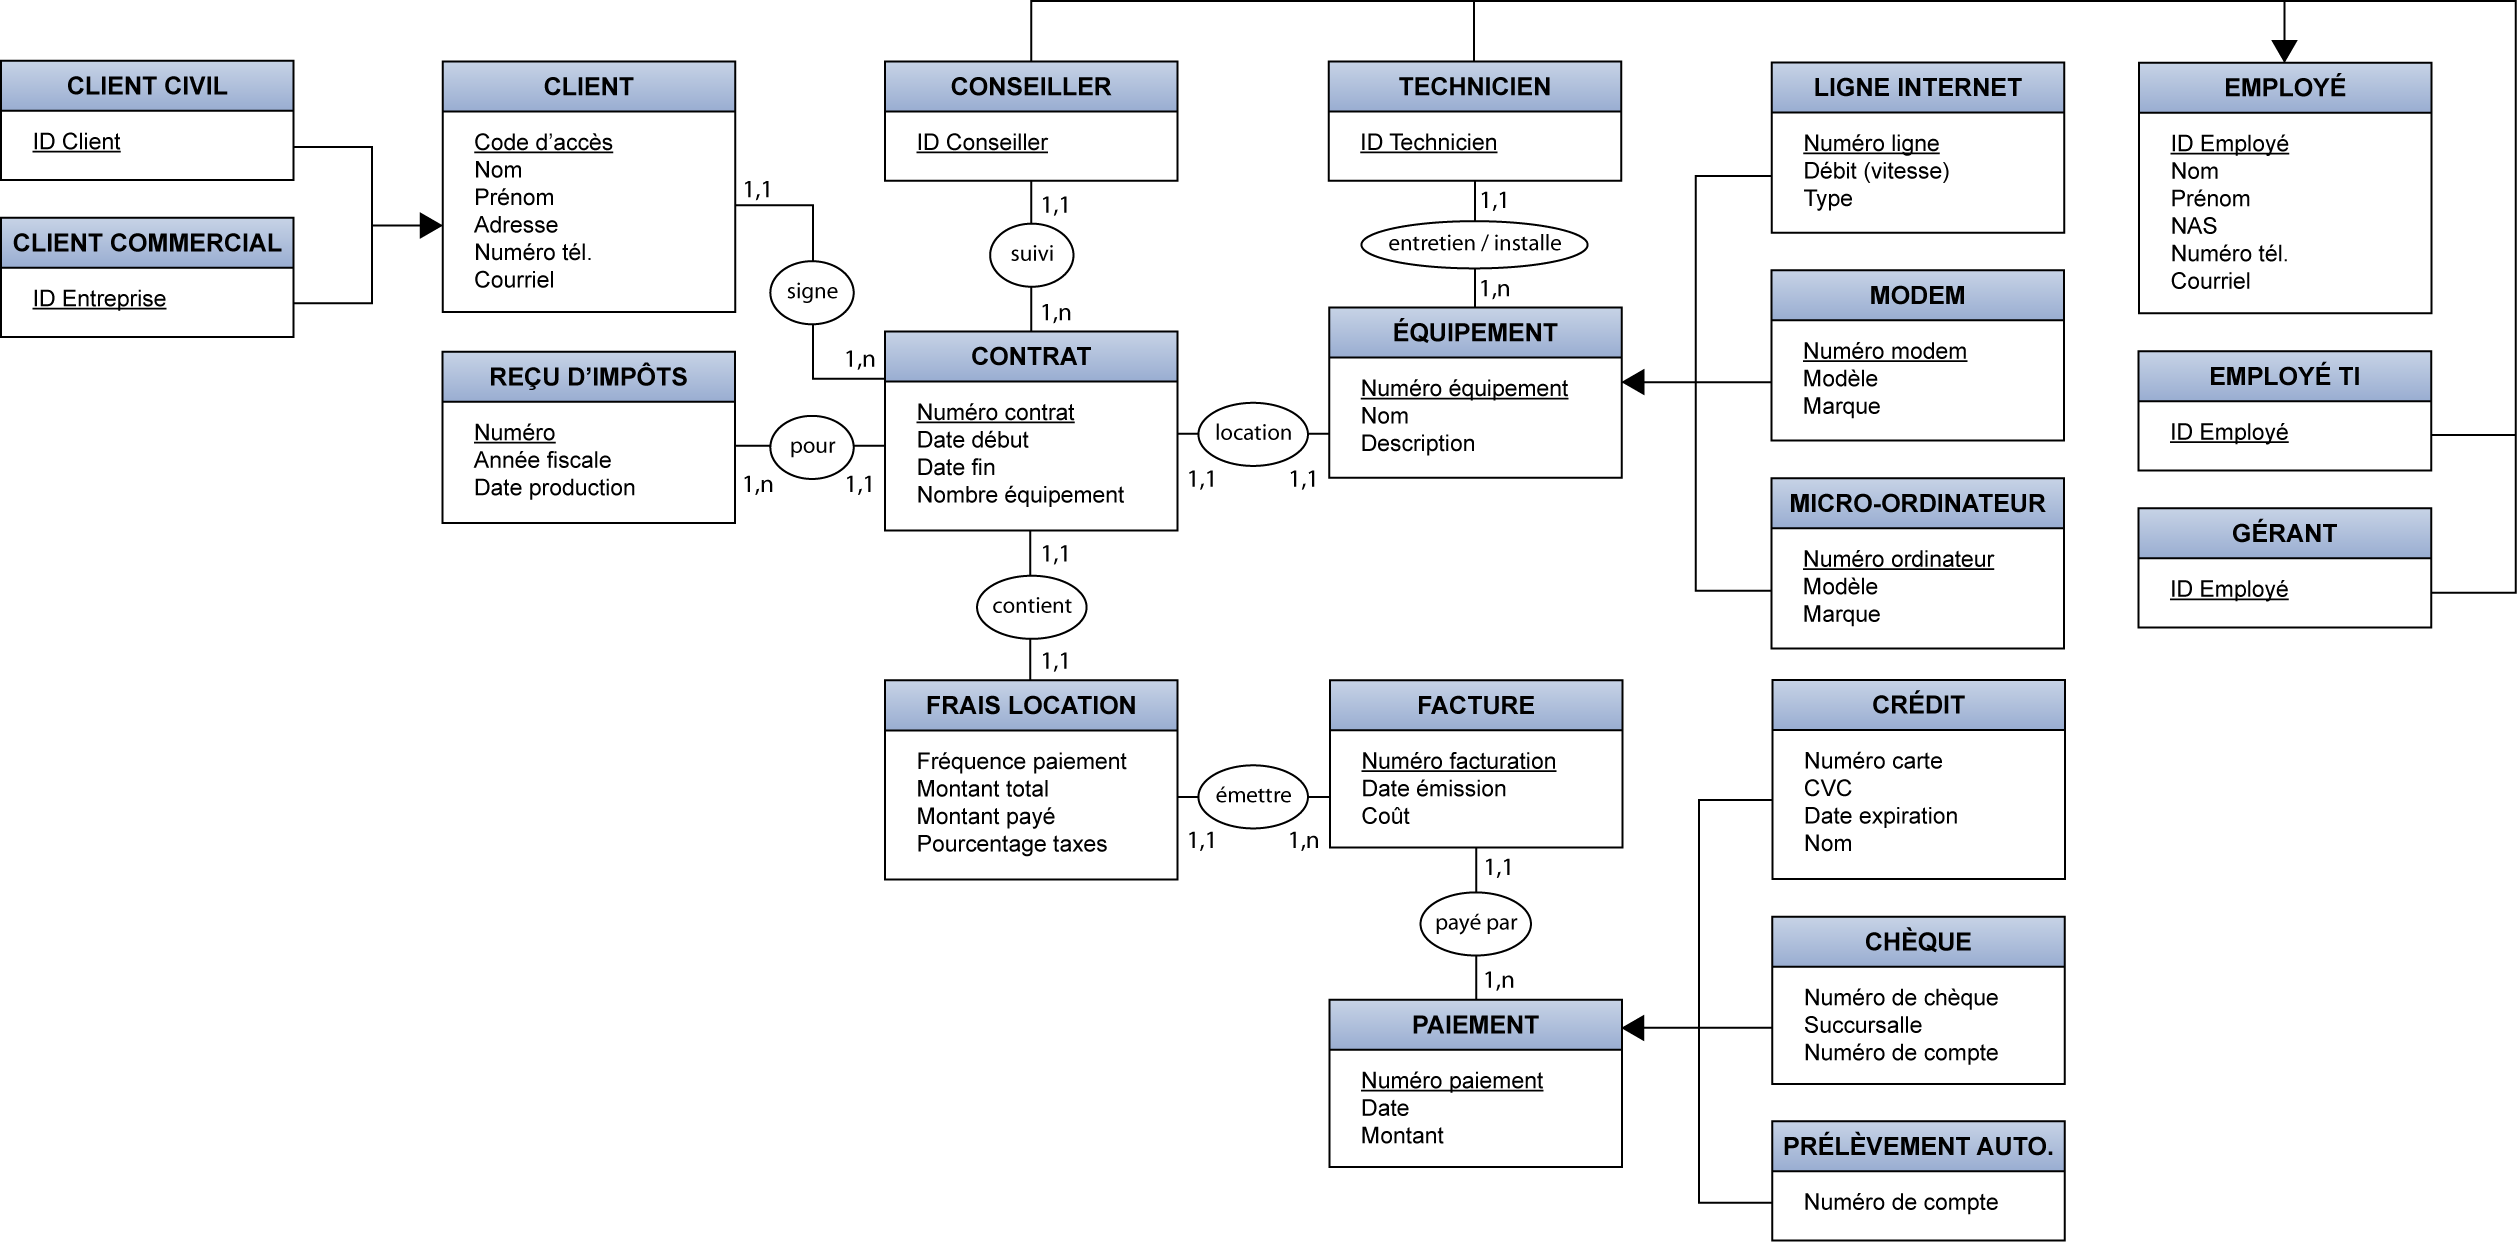 CLIENT CIVIL
ID Client
CLIENT COMMERCIAL
ID Entreprise
CLIENT
Code d’accès
Nom
Prénom
Adresse
Numéro tél.
Courriel
1,1
signe
1,n
REÇU D’IMPÔTS
Numéro
Année fiscale
Date production
1,n
pour
1,1
CONSEILLER
ID Conseiller
1,1
suivi
1,n
CONTRAT
Numéro contrat
Date début
Date fin
Nombre équipement
1,1
location
1,1
1,1
contient
1,1
FRAIS LOCATION
Fréquence paiement
Montant total
Montant payé
Pourcentage taxes
1,1
émettre
1,n
TECHNICIEN
ID Technicien
1,1
entretien / installe
1,n
ÉQUIPEMENT
Numéro équipement
Nom
Description
FACTURE
Numéro facturation
Date émission
Coût
1,1
payé par
1,n
PAIEMENT
Numéro paiement
Date
Montant
LIGNE INTERNET
Numéro ligne
Débit (vitesse)
Type
MODEM
Numéro modem
Modèle
Marque
MICRO-ORDINATEUR
Numéro ordinateur
Modèle
Marque
CRÉDIT
Numéro carte
CVC
Date expiration
Nom
CHÈQUE
Numéro de chèque
Succursalle
Numéro de compte
PRÉLÈVEMENT AUTO.
Numéro de compte
EMPLOYÉ
ID Employé
Nom
Prénom
NAS
Numéro tél.
Courriel
EMPLOYÉ TI
ID Employé
GÉRANT
ID Employé